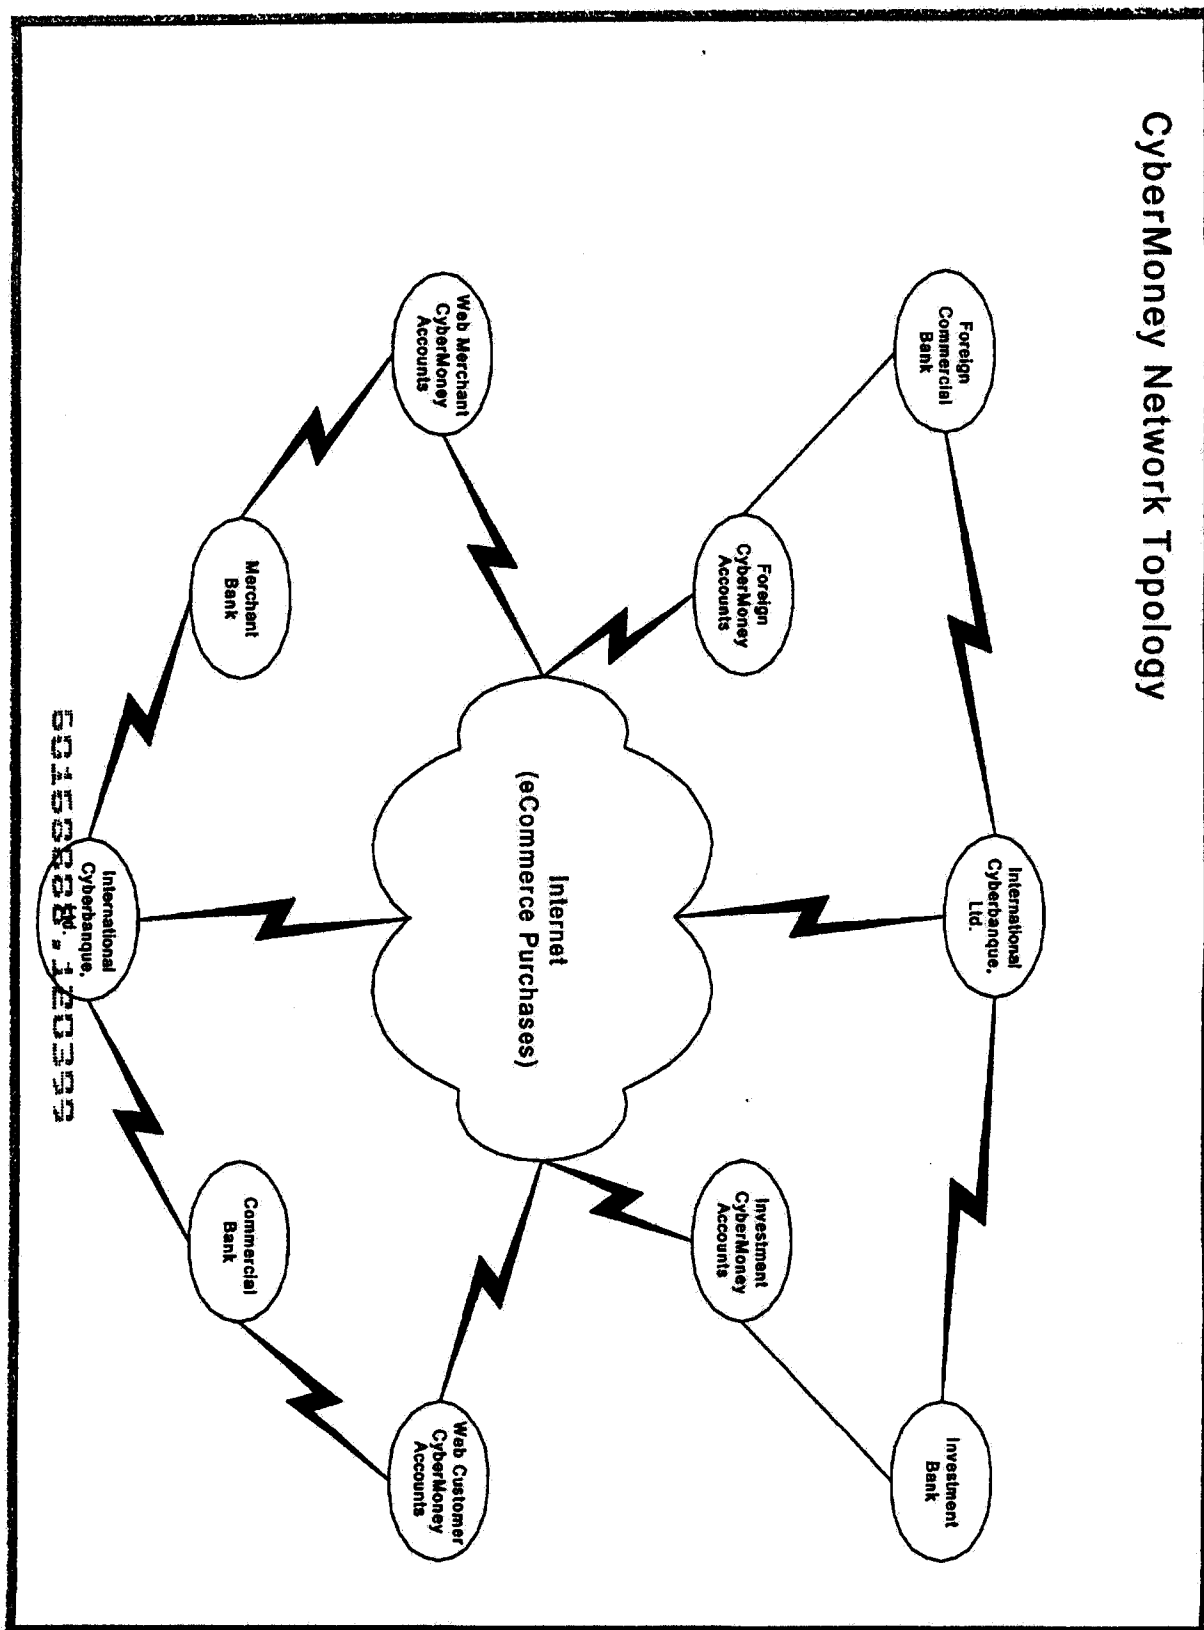 CyberMoney Network Topology
International
Cyberbanque,
Ltd.
Foreign
Commercial
Bank
Investment
Bank
Foreign
CyberMoney
Accounts
Investment
CyberMoney
Accounts
Internet
(eCommerce Purchases)
Web Merchant
CyberMoney
Accounts
Web Customer
CyberMoney
Accounts
Merchant
Bank
Commercial
Bank
International
Cyberbanque,
Ltd.